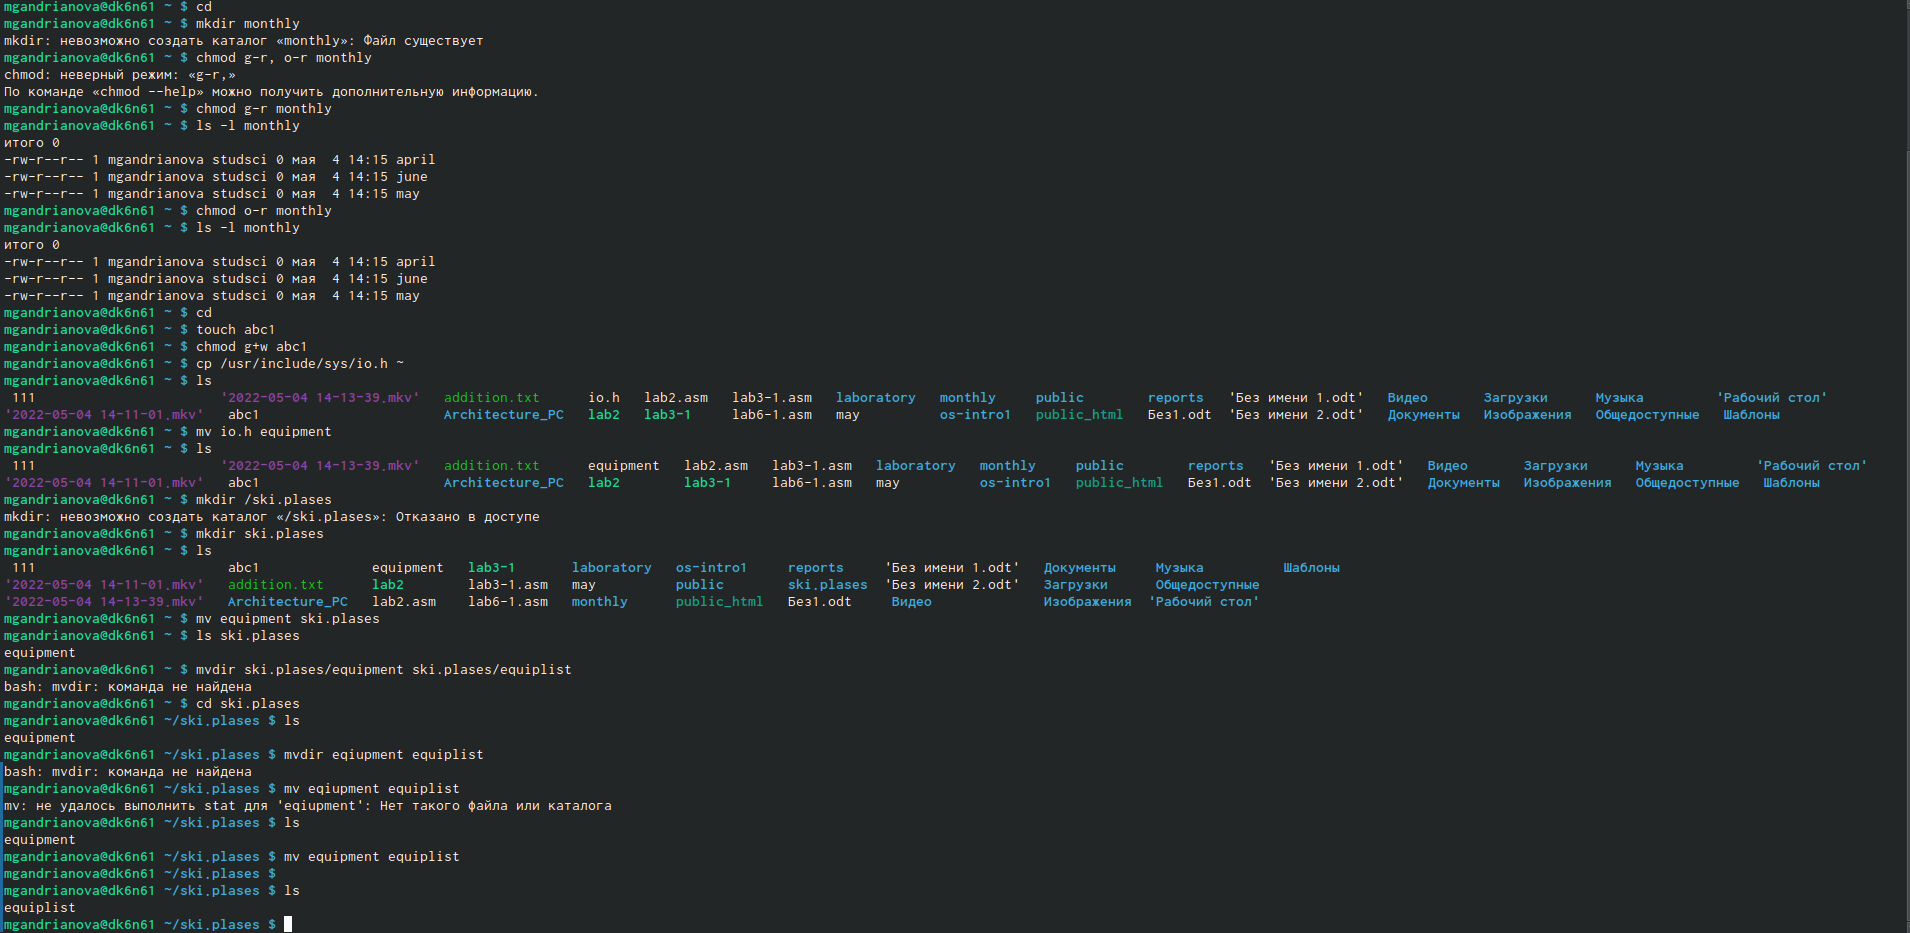 mgandrianova@dk6n61 ~ $ cd
mgandrianova@dk6n61 ~ $ mkdir monthly
mkdir: невозможно создать каталог «monthly»: Файл существует
mgandrianova@dk6n61 ~ $ chmod g-r, o-r monthly
chmod: неверный режим: «g-r,»
По команде «chmod --help» можно получить дополнительную информацию.
mgandrianova@dk6n61 ~ $ chmod g-r monthly
mgandrianova@dk6n61 ~ $ ls -l monthly
итого 0
-rw-r--r-- 1 mgandrianova studsci 0 мая  4 14:15 april
-rw-r--r-- 1 mgandrianova studsci 0 мая  4 14:15 june
-rw-r--r-- 1 mgandrianova studsci 0 мая  4 14:15 may
mgandrianova@dk6n61 ~ $ chmod o-r monthly
mgandrianova@dk6n61 ~ $ ls -l monthly
итого 0
-rw-r--r-- 1 mgandrianova studsci 0 мая  4 14:15 april
-rw-r--r-- 1 mgandrianova studsci 0 мая  4 14:15 june
-rw-r--r-- 1 mgandrianova studsci 0 мая  4 14:15 may
mgandrianova@dk6n61 ~ $ cd
mgandrianova@dk6n61 ~ $ touch abc1
mgandrianova@dk6n61 ~ $ chmod g+w abc1
mgandrianova@dk6n61 ~ $ cp /usr/include/sys/io.h ~
mgandrianova@dk6n61 ~ $ ls
111 '2022-05-04 14-13-39.mkv' addition.txt io.h lab2.asm lab3-1.asm laboratory monthly public reports 'Без имени 1.odt' Видео Загрузки Музыка 'Рабочий стол'
'2022-05-04 14-11-01.mkv' abc1 Architecture_PC lab2 lab3-1 lab6-1.asm may os-intro1 public_html Без1.odt 'Без имени 2.odt' Документы Изображения Общедоступные Шаблоны
mgandrianova@dk6n61 ~ $ mv io.h equipment
mgandrianova@dk6n61 ~ $ ls
111 '2022-05-04 14-13-39.mkv' addition.txt equipment lab2.asm lab3-1.asm laboratory monthly public reports 'Без имени 1.odt' Видео Загрузки Музыка 'Рабочий стол'
'2022-05-04 14-11-01.mkv' abc1 Architecture_PC lab2 lab3-1 lab6-1.asm may os-intro1 public_html Без1.odt 'Без имени 2.odt' Документы Изображения Общедоступные Шаблоны
mgandrianova@dk6n61 ~ $ mkdir /ski.plases
mkdir: невозможно создать каталог «/ski.plases»: Отказано в доступе
mgandrianova@dk6n61 ~ $ mkdir ski.plases
mgandrianova@dk6n61 ~ $ ls
111 abc1 equipment lab3-1 laboratory os-intro1 reports 'Без имени 1.odt' Документы Музыка Шаблоны
'2022-05-04 14-11-01.mkv' addition.txt lab2 lab3-1.asm may public ski.plases 'Без имени 2.odt' Загрузки Общедоступные
'2022-05-04 14-13-39.mkv' Architecture_PC lab2.asm lab6-1.asm monthly public_html Без1.odt Видео Изображения 'Рабочий стол'
mgandrianova@dk6n61 ~ $ mv equipment ski.plases
mgandrianova@dk6n61 ~ $ ls ski.plases
equipment
mgandrianova@dk6n61 ~ $ mvdir ski.plases/equipment ski.plases/equiplist
bash: mvdir: команда не найдена
mgandrianova@dk6n61 ~ $ cd ski.plases
mgandrianova@dk6n61 ~/ski.plases $ ls
equipment
mgandrianova@dk6n61 ~/ski.plases $ mvdir eqiupment equiplist
bash: mvdir: команда не найдена
mgandrianova@dk6n61 ~/ski.plases $ mv eqiupment equiplist
mv: не удалось выполнить stat для 'eqiupment': Нет такого файла или каталога
mgandrianova@dk6n61 ~/ski.plases $ ls
equipment
mgandrianova@dk6n61 ~/ski.plases $ mv equipment equiplist
mgandrianova@dk6n61 ~/ski.plases $
mgandrianova@dk6n61 ~/ski.plases $ ls
equiplist
mgandrianova@dk6n61 ~/ski.plases $